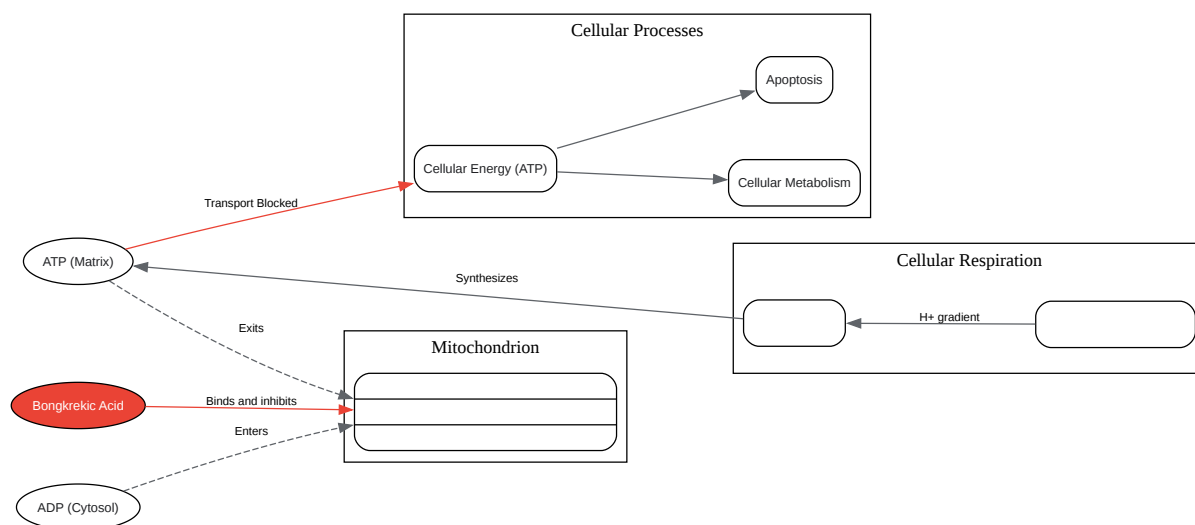 Cellular Processes
Apoptosis
Cellular Energy (ATP)
Cellular Metabolism
Transport Blocked
ATP (Matrix)
Cellular Respiration
Synthesizes
H+ gradient
Exits
Mitochondrion
Bongkrekic Acid
Binds and inhibits
Enters
ADP (Cytosol)